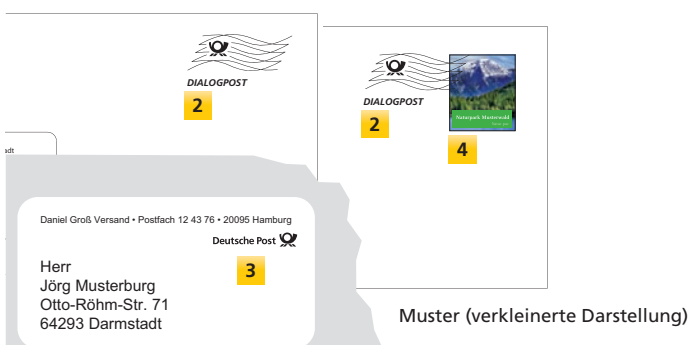 DIALOGPOST
2
DIALOGPOST
2
Naturpark Musterwald
4
adt
Daniel Groß Versand • Postfach 12 43 76 • 20095 Hamburg
Deutsche Post
3
Herr
Jörg Musterburg
Otto-Röhm-Str. 71
64293 Darmstadt
Muster (verkleinerte Darstellung)